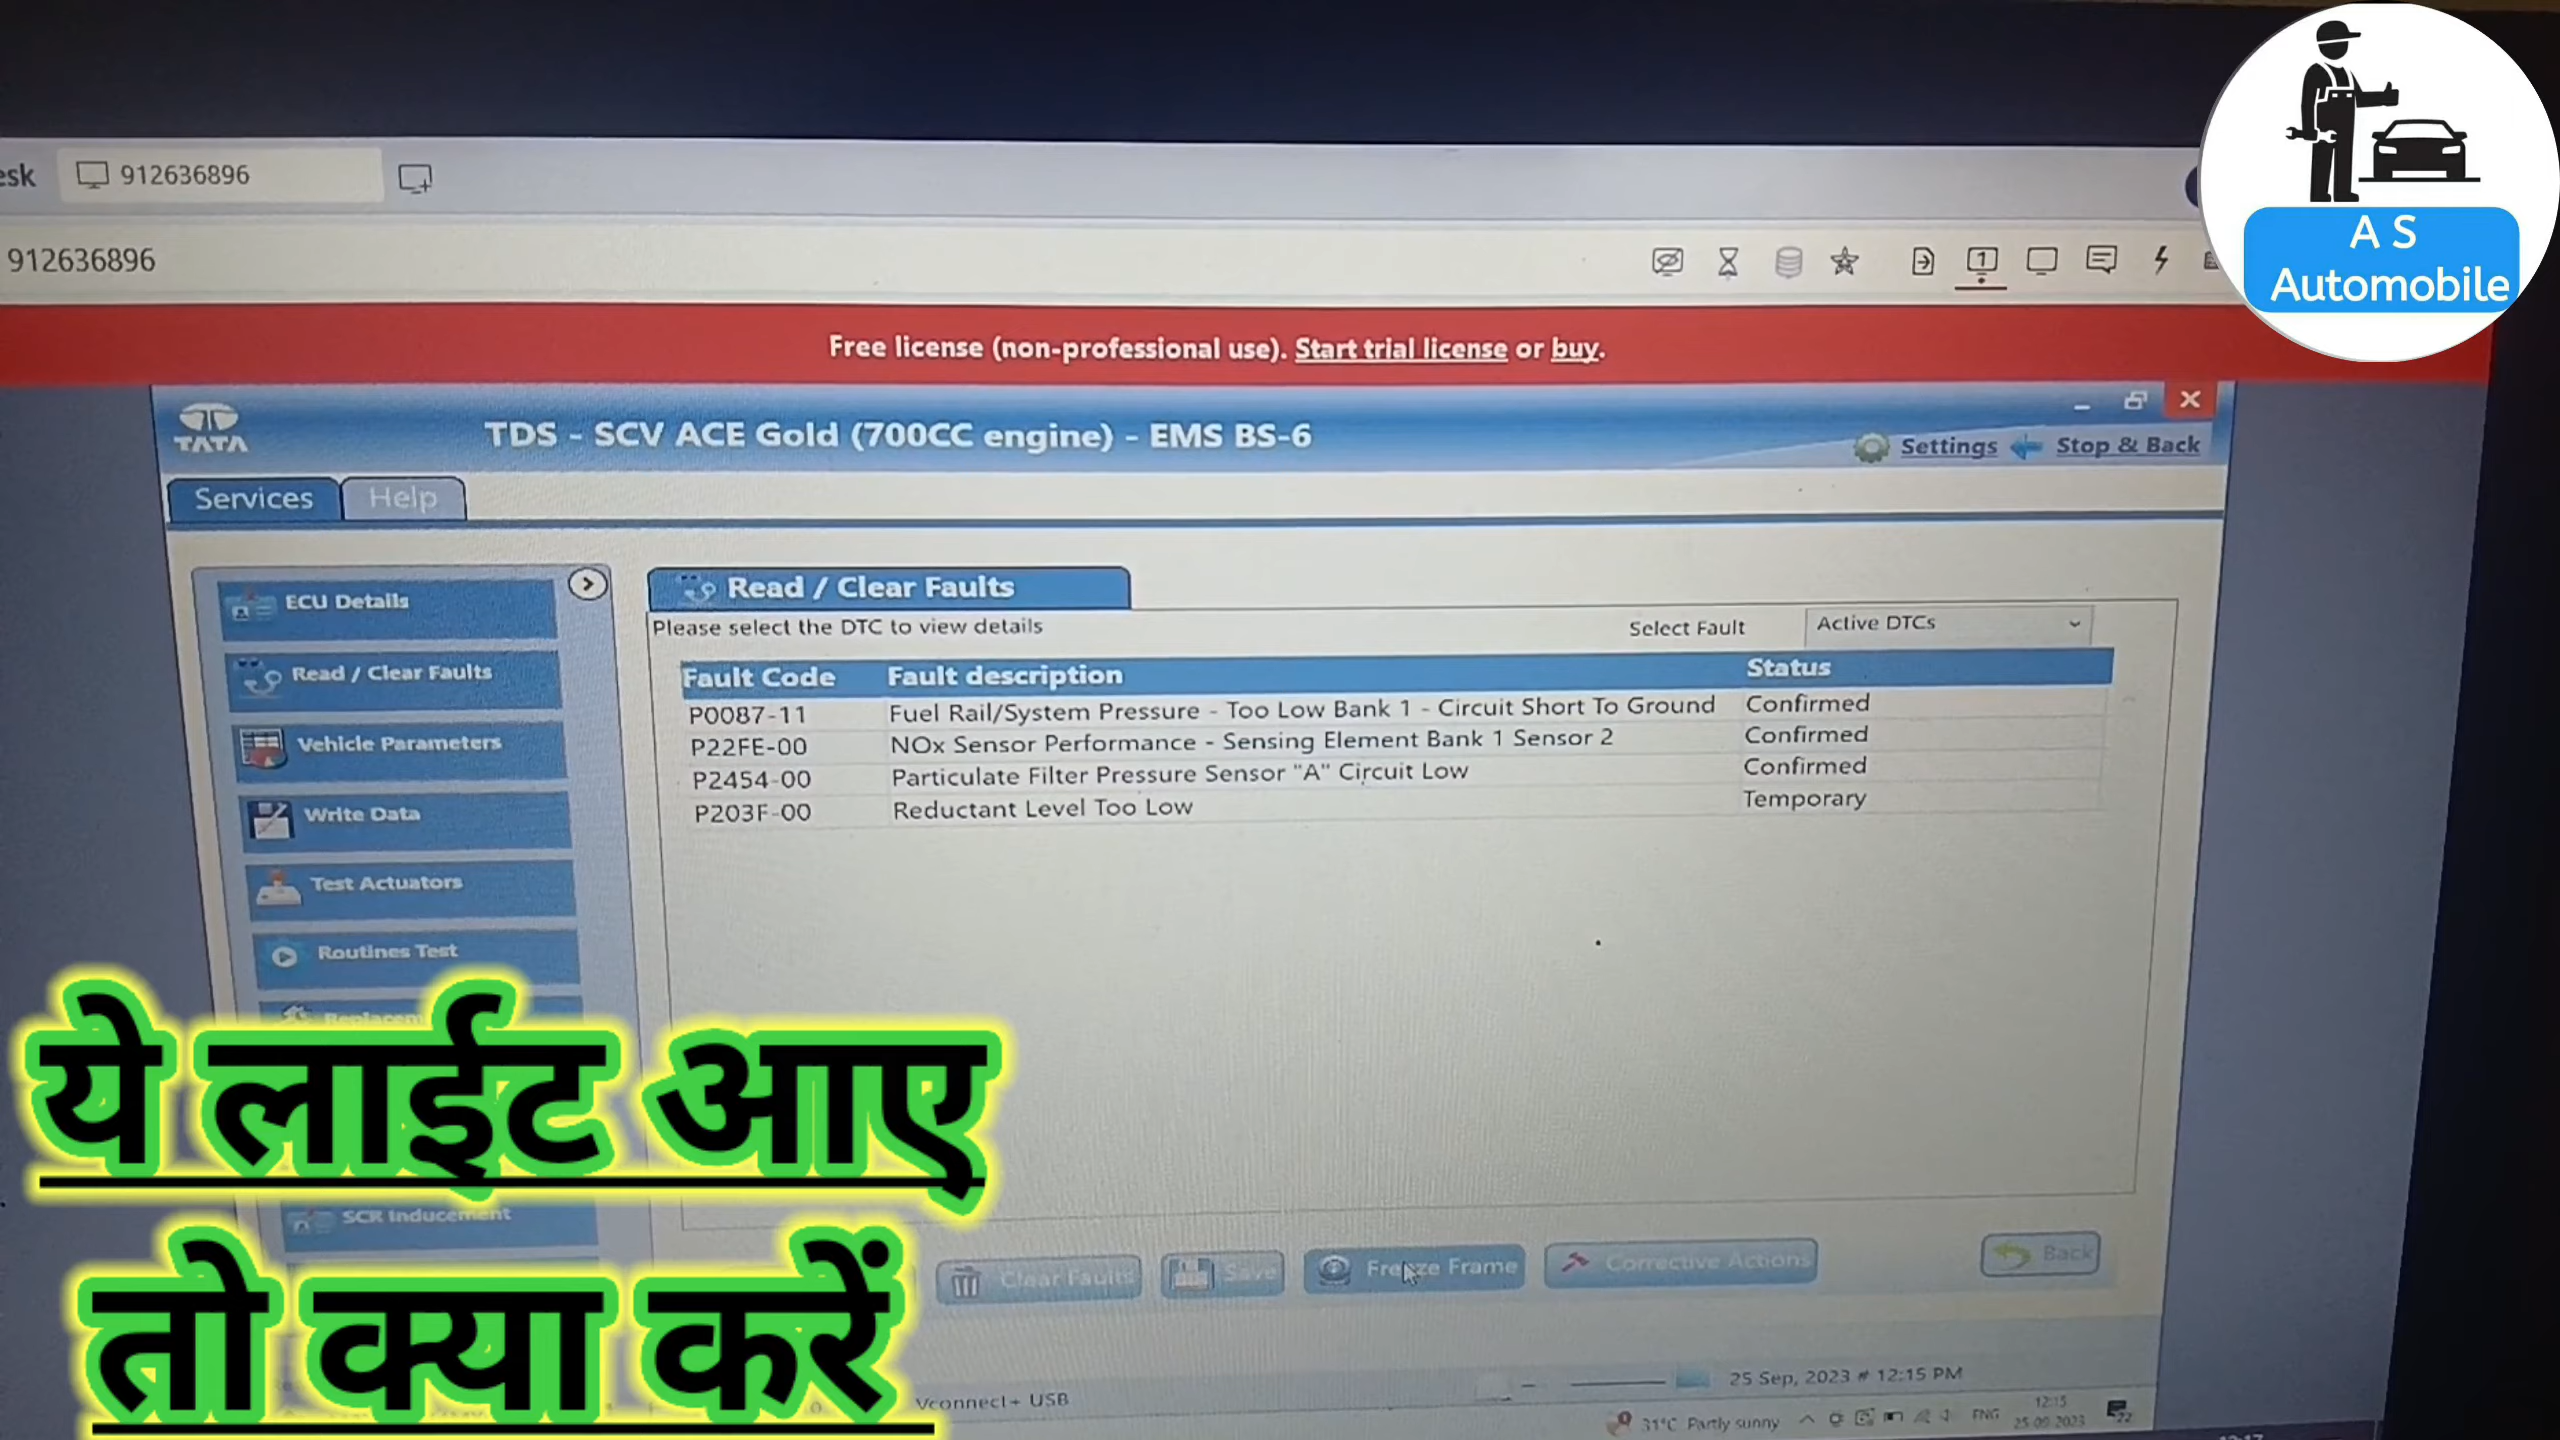 esk 912636896
912636896
A S
Automobile
Free license (non-professional use). Start trial license or buy.
TATA
TDS - SCV ACE Gold (700CC engine) - EMS BS-6
Settings Stop & Back
Services Help
ECU Details
Read / Clear Faults
Vehicle Parameters
Write Data
Test Actuators
Routines Test
SCR Inducement
Read / Clear Faults
Please select the DTC to view details
Select Fault Active DTCs
Fault Code Fault description Status
P0087-11 Fuel Rail/System Pressure - Too Low Bank 1 - Circuit Short To Ground Confirmed
P22FE-00 NOx Sensor Performance - Sensing Element Bank 1 Sensor 2 Confirmed
P2454-00 Particulate Filter Pressure Sensor "A" Circuit Low Confirmed
P203F-00 Reductant Level Too Low Temporary
ये लाईट आए
तो क्या करें
Clear Faults Save Freeze Frame Corrective Actions Back
Vconnect+ USB
25 Sep, 2023 # 12:15 PM
31°C Partly sunny ENG 12:15
25-09-2023 22